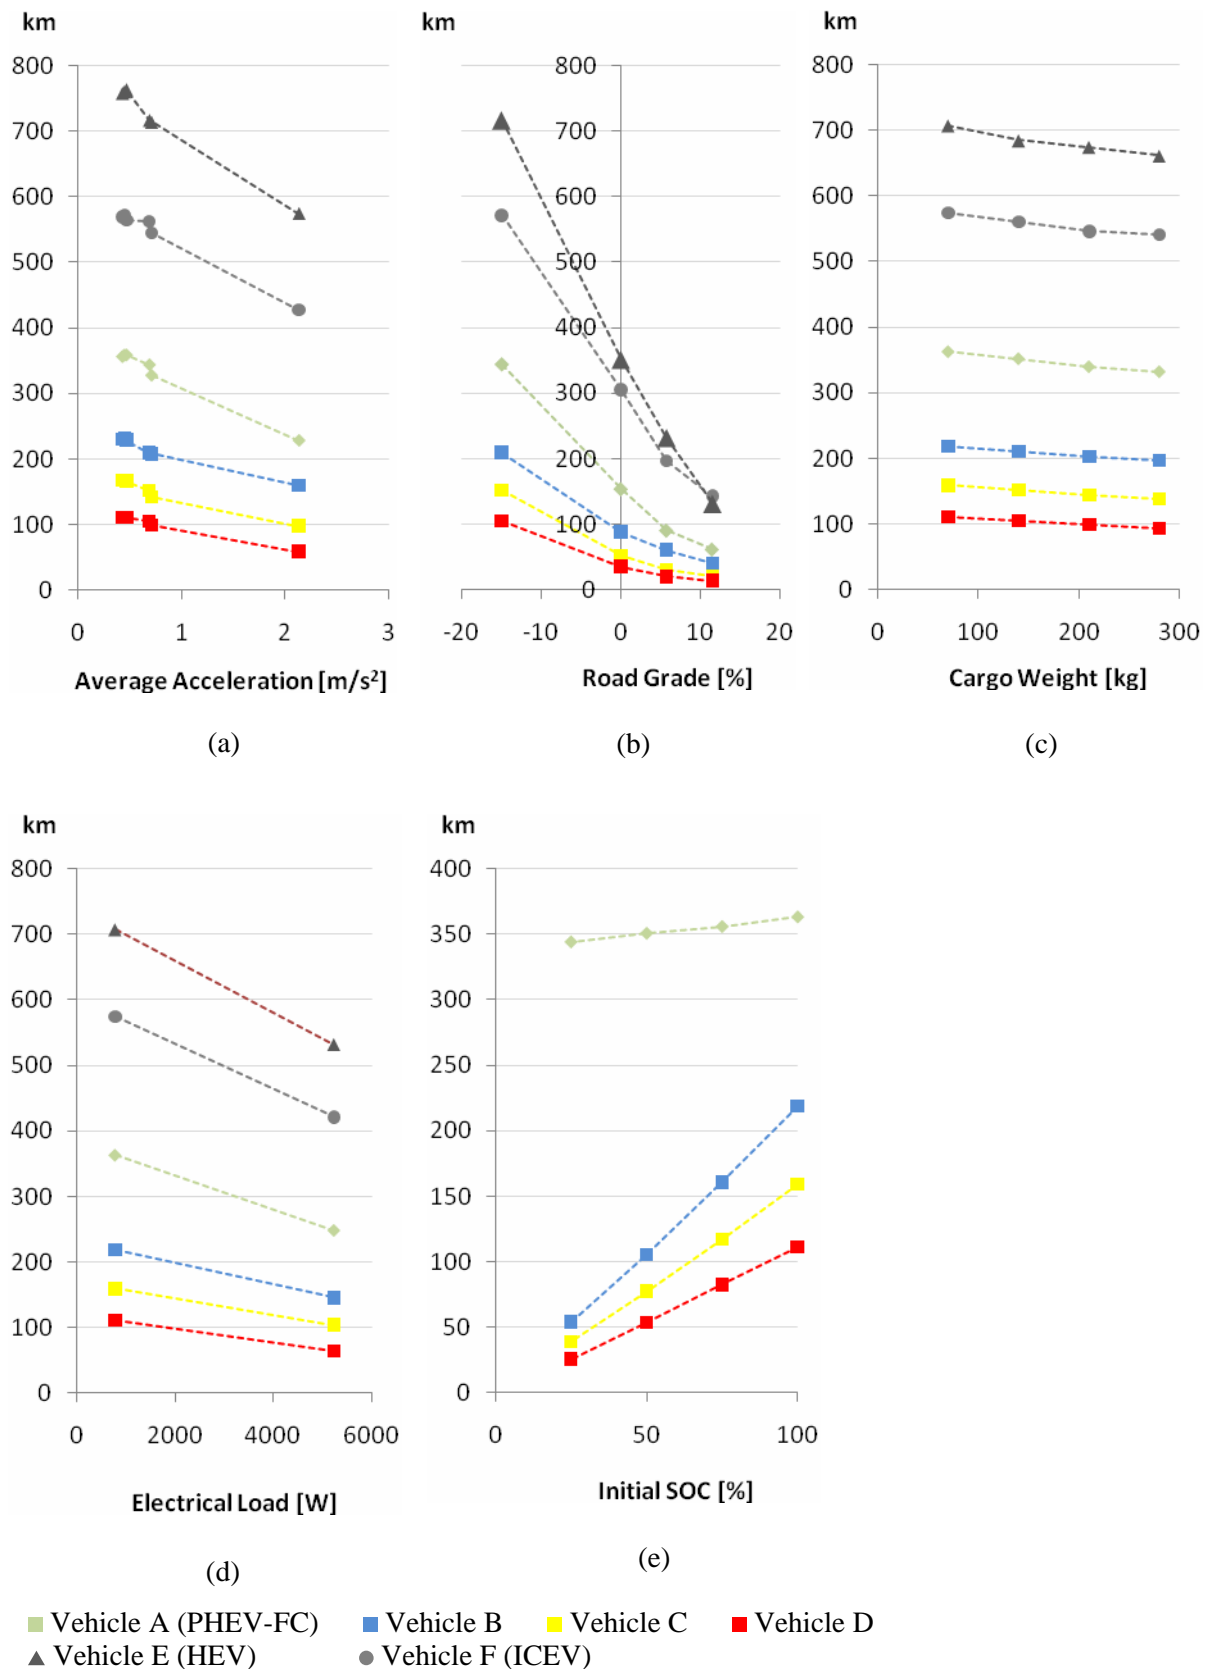 km km km
800 800 800
700 700 700
600 600 600
500 500 500
400 400 400
300 300 300
200 200 200
100 100 100
0 0 0
0 1 2 3 -20 -10 0 10 20 0 100 200 300
Average Acceleration [m/s²] Road Grade [%] Cargo Weight [kg]
(a) (b) (c)
km km
800 400
700 350
600 300
500 250
400 200
300 150
200 100
100 50
0 0
0 2000 4000 6000 0 50 100
Electrical Load [W] Initial SOC [%]
(d) (e)
Vehicle A (PHEV-FC) Vehicle B Vehicle C Vehicle D
Vehicle E (HEV) Vehicle F (ICEV)